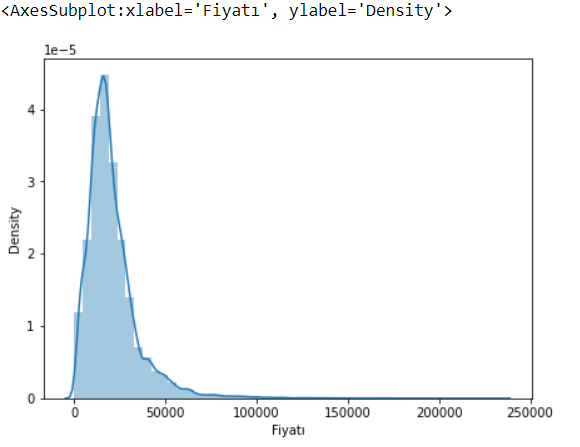 <AxesSubplot:xlabel='Fiyatı', ylabel='Density'>
1e−5
4
3
2
1
0
Density
0 50000 100000 150000 200000 250000
Fiyatı